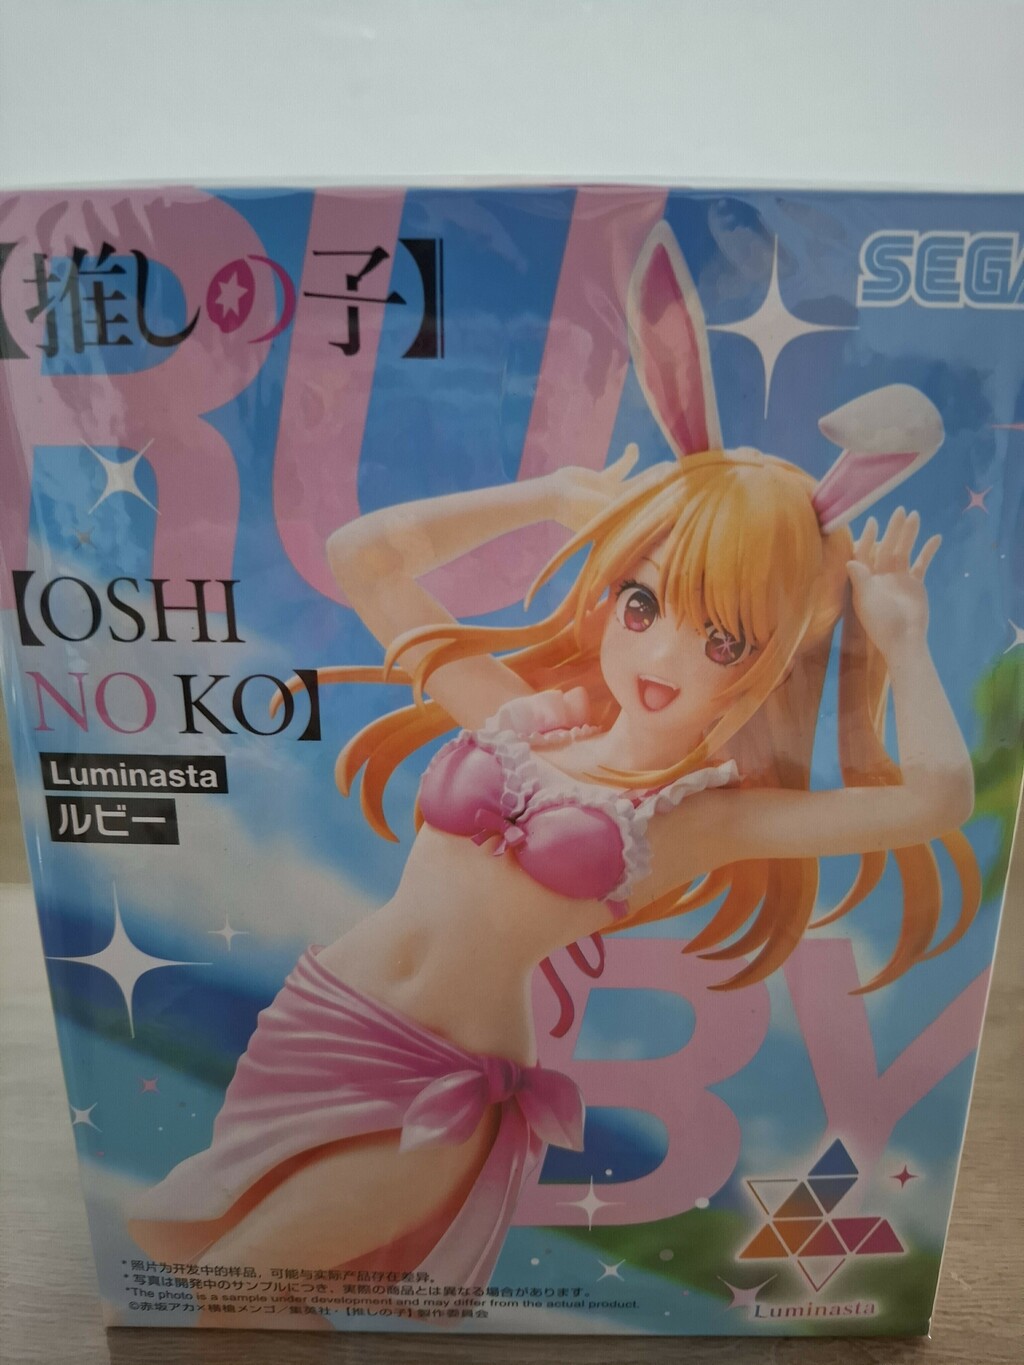 【推しの子】
SEGA
RU
【OSHI
NO KO】
Luminasta
ルビー
BY
*照片为开发中的样品，可能与实际产品存在差异。
*写真は開発中のサンプルにつき、実際の商品とは異なる場合があります。
*The photo is a sample under development and may differ from the actual product.
©赤坂アカ×横槍メンゴ/集英社・【推しの子】製作委員会
Luminasta